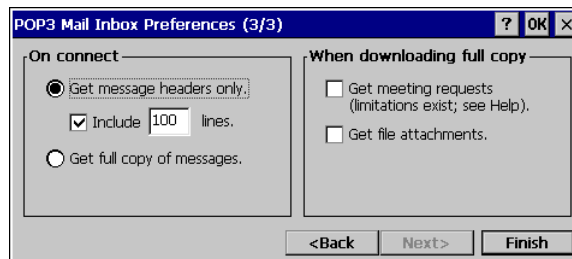 POP3 Mail Inbox Preferences (3/3) ? OK ×
On connect
Get message headers only.
Include 100 lines.
Get full copy of messages.
When downloading full copy
Get meeting requests
(limitations exist; see Help).
Get file attachments.
<Back Next> Finish